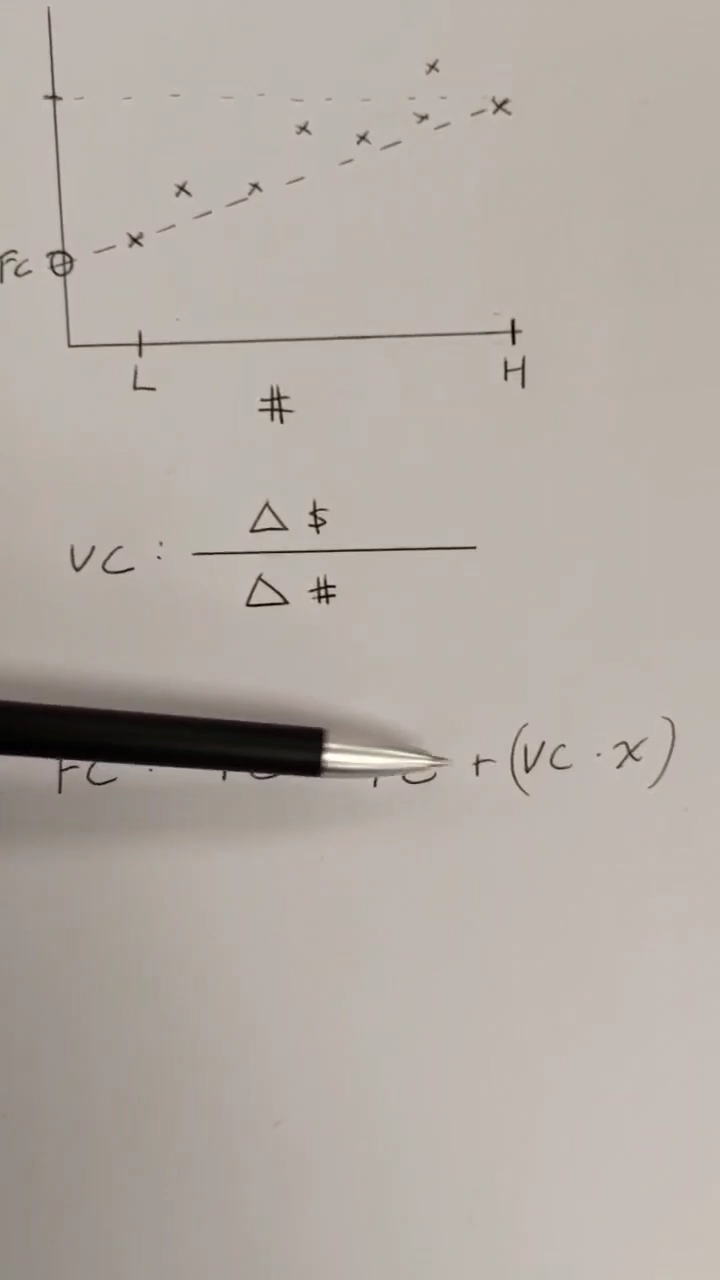 FC
L H
#
Δ $
VC :
Δ #
FC : + (VC · x)